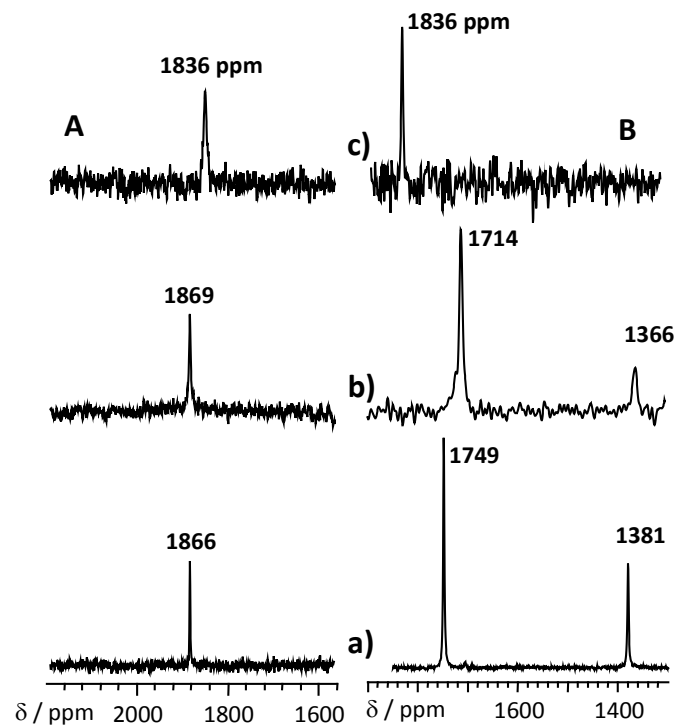 1836 ppm
1836 ppm
A
B
c)
1714
1869
1366
b)
1749
1866
1381
a)
δ / ppm 2000 1800 1600
δ / ppm 1600 1400